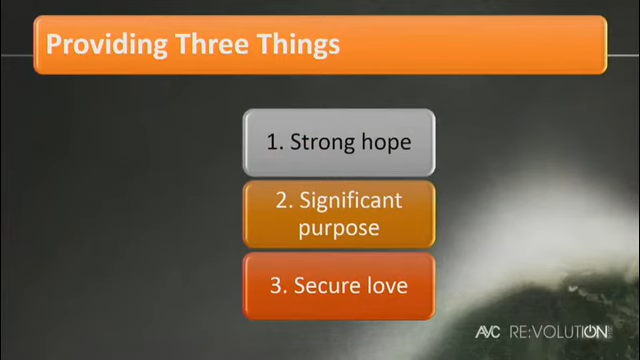 Providing Three Things
1. Strong hope
2. Significant
purpose
3. Secure love
AVC RE:VOLUTION